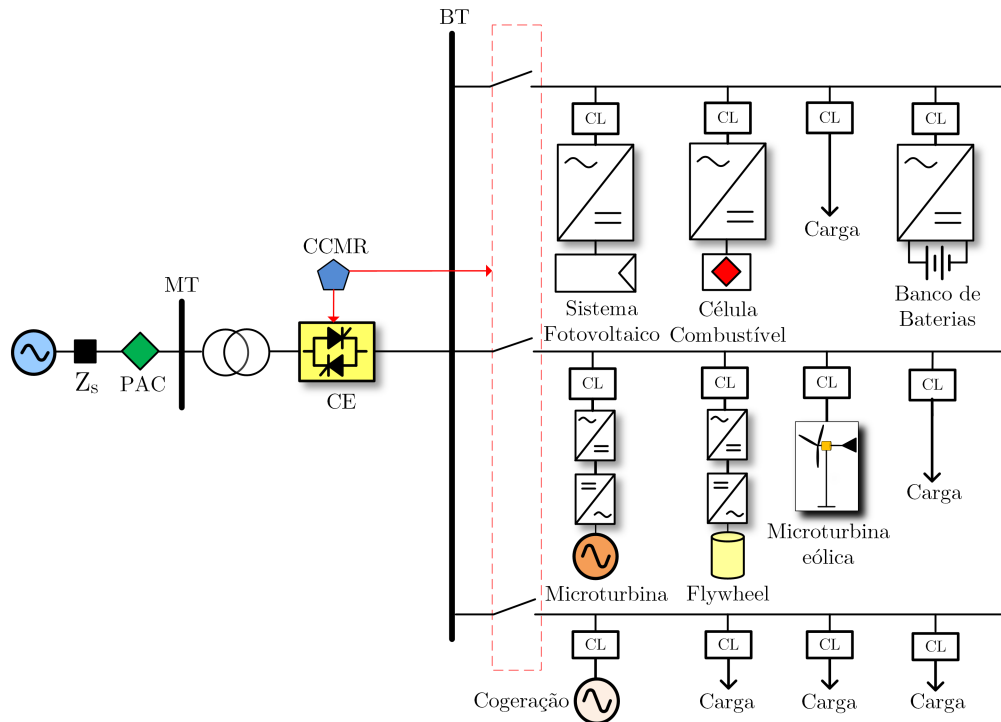 BT
CL
CL
CL
CL
Carga
CCMR
MT
Sistema
Fotovoltaico
Célula
Combustível
Banco de
Baterias
Zs
PAC
CE
CL
CL
CL
CL
Carga
Microturbina
eólica
Microturbina
Flywheel
CL
CL
CL
CL
Cogeração
Carga
Carga
Carga